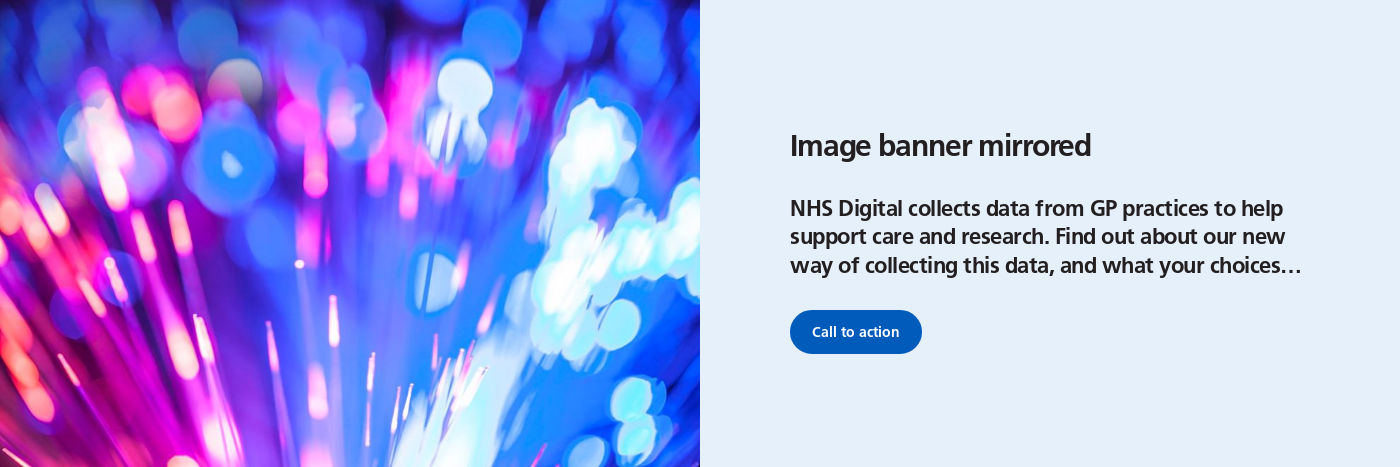 Image banner mirrored
NHS Digital collects data from GP practices to help
support care and research. Find out about our new
way of collecting this data, and what your choices…
Call to action